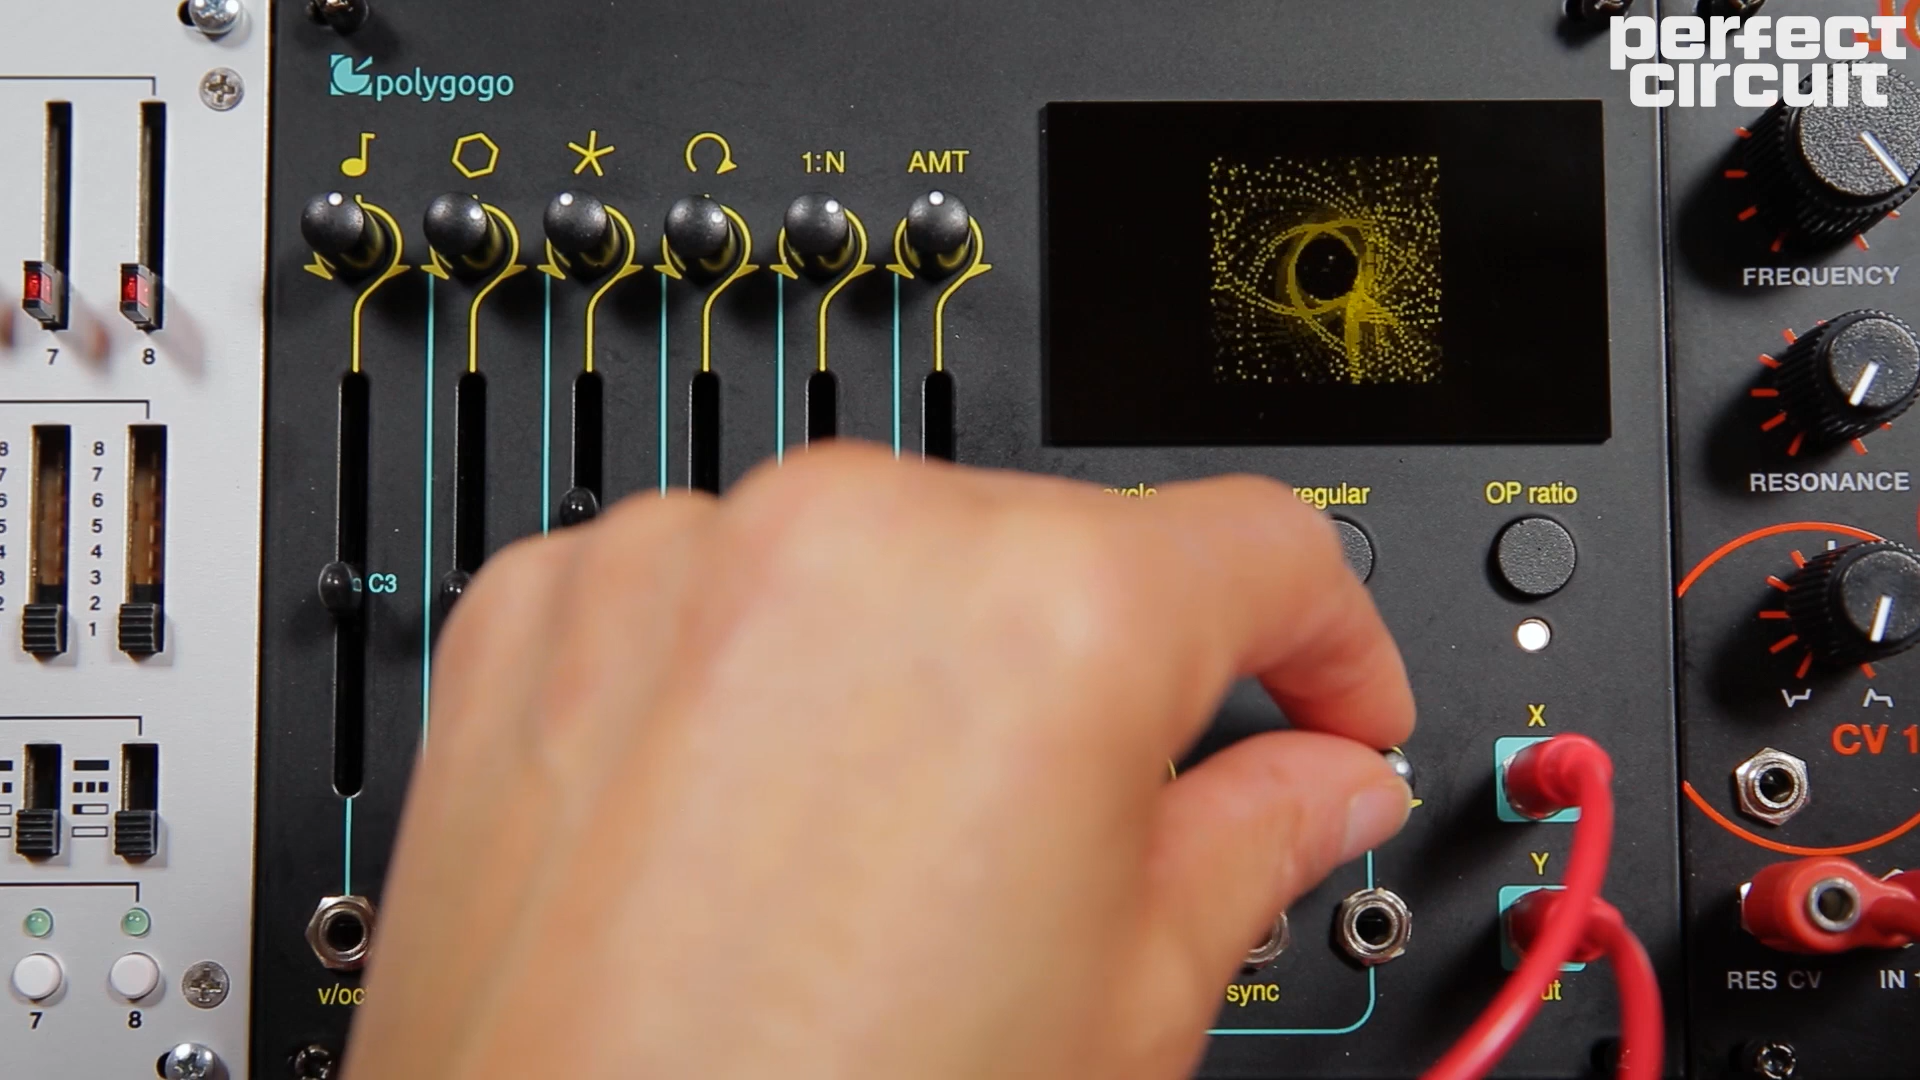 perfect
circuit
polygogo
1:N
AMT
FREQUENCY
7
8
RESONANCE
regular
OP ratio
8
7
6
5
4
3
2
1
C3
X
CV 1
Y
RES CV
IN
v/oct
sync
7
8